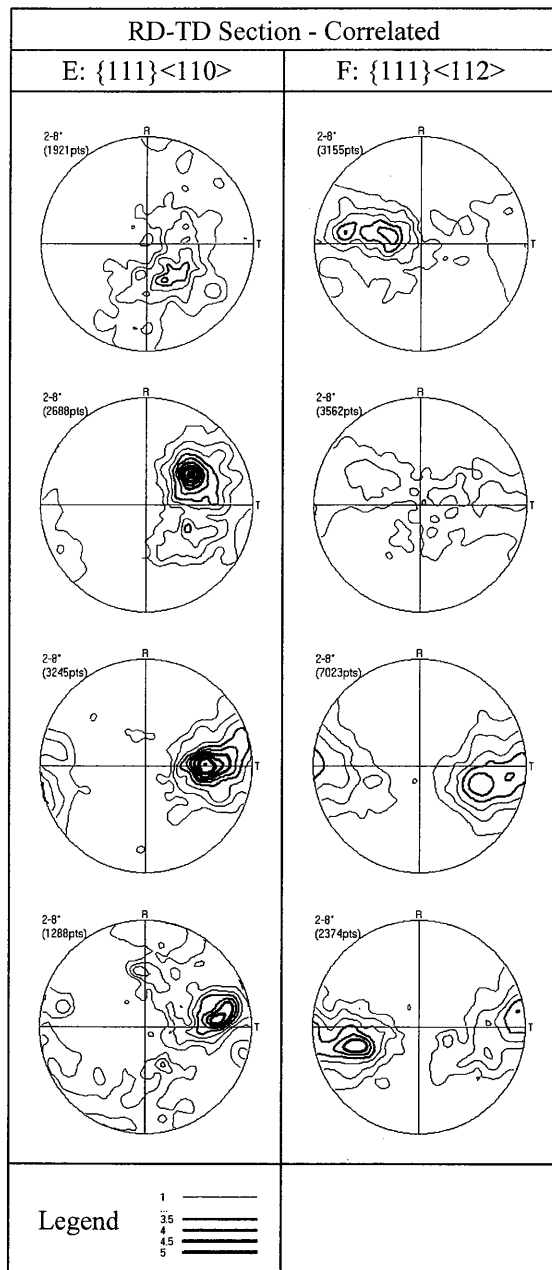 RD-TD Section - Correlated
E: {111}<110> F: {111}<112>
2-8°
(1921pts)
R
T
2-8°
(3155pts)
R
T
2-8°
(2688pts)
R
T
2-8°
(3562pts)
R
T
2-8°
(3245pts)
R
T
2-8°
(7023pts)
R
T
2-8°
(1288pts)
R
T
2-8°
(2374pts)
R
T
Legend
1
...
3.5
4
4.5
5